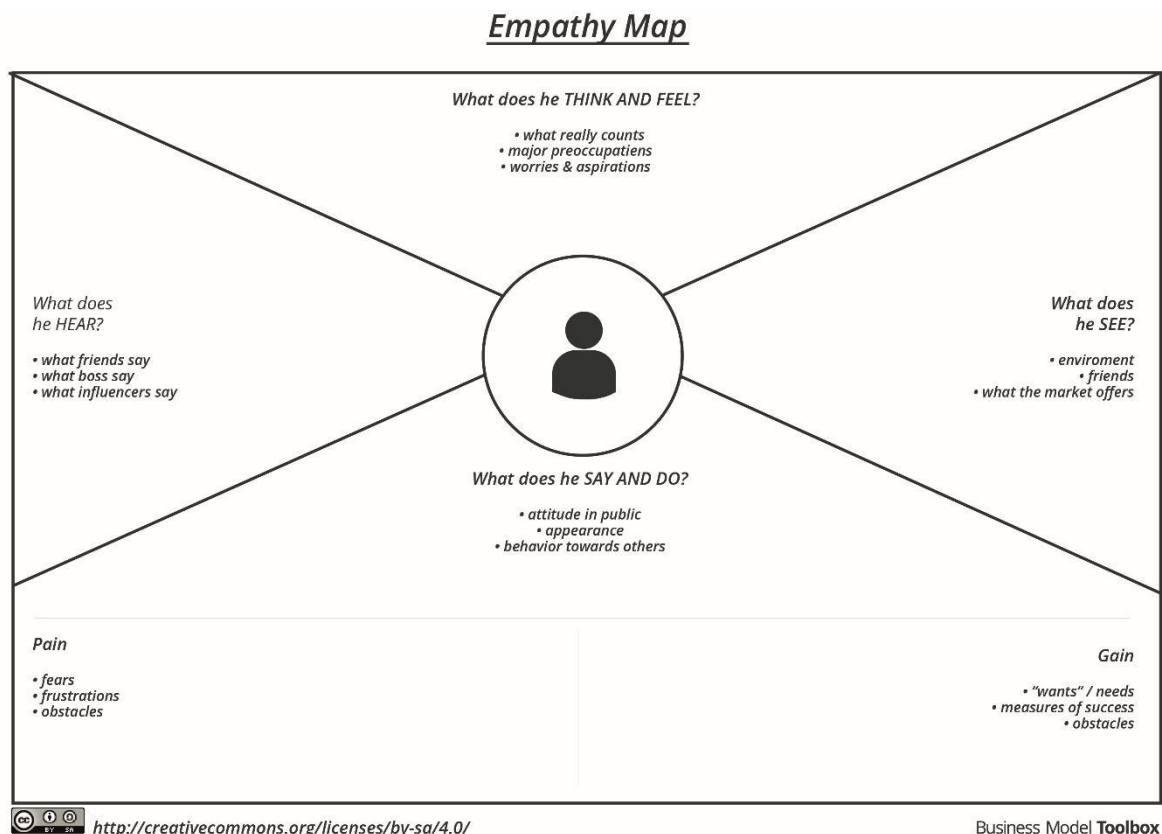 Empathy Map
What does he THINK AND FEEL?
• what really counts
• major preoccupatiens
• worries & aspirations
What does
he HEAR?
• what friends say
• what boss say
• what influencers say
What does
he SEE?
• enviroment
• friends
• what the market offers
What does he SAY AND DO?
• attitude in public
• appearance
• behavior towards others
Pain
• fears
• frustrations
• obstacles
Gain
• “wants” / needs
• measures of success
• obstacles
cc BY SA
http://creativecommons.org/licenses/by-sa/4.0/
Business Model Toolbox